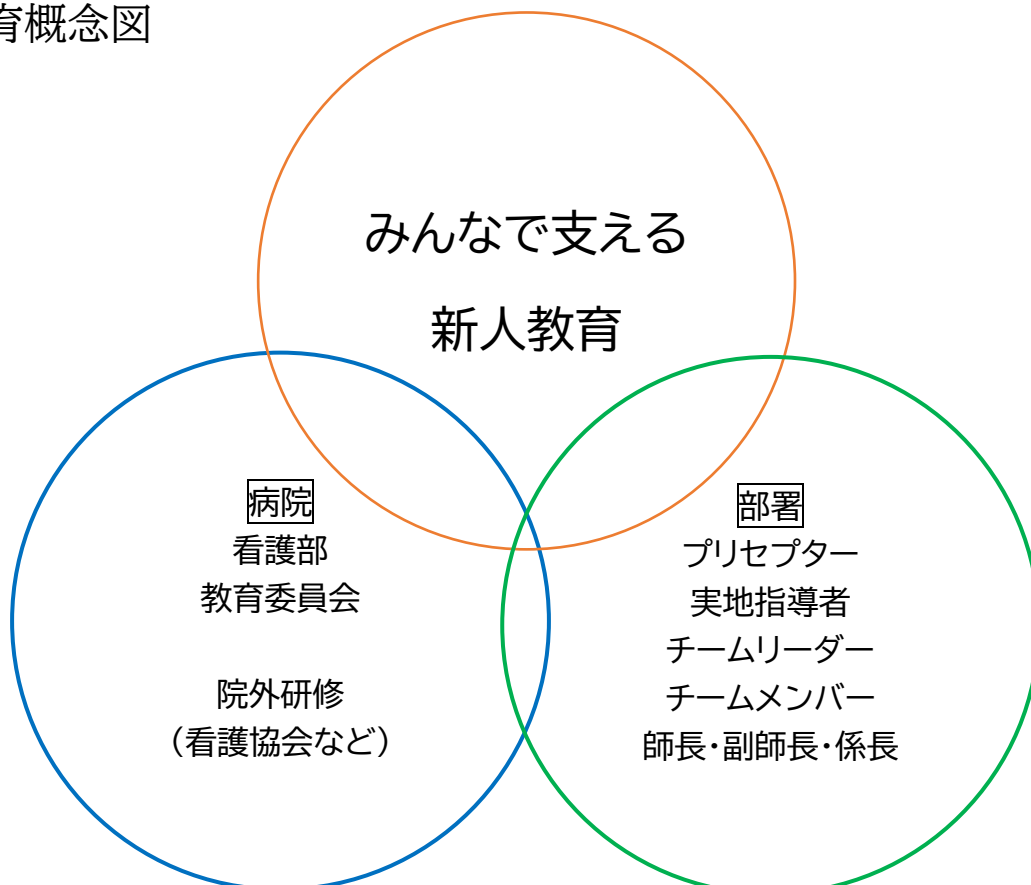 育概念図
みんなで支える
新人教育
病院
看護部
教育委員会
院外研修
（看護協会など）
部署
プリセプター
実地指導者
チームリーダー
チームメンバー
師長・副師長・係長